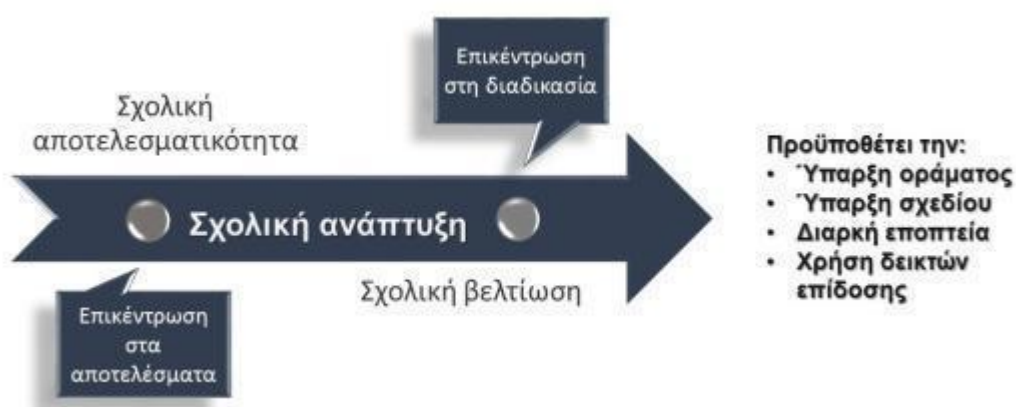 Επικέντρωση
στη διαδικασία
Σχολική
αποτελεσματικότητα
Σχολική ανάπτυξη
Σχολική βελτίωση
Επικέντρωση
στα
αποτελέσματα
Προϋποθέτει την:
• Ύπαρξη οράματος
• Ύπαρξη σχεδίου
• Διαρκή εποπτεία
• Χρήση δεικτών
επίδοσης